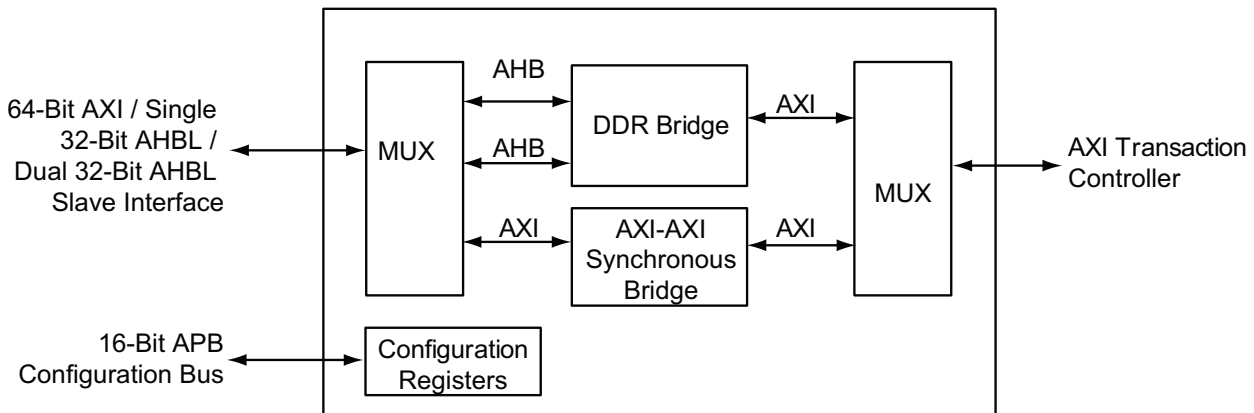 64-Bit AXI / Single
32-Bit AHBL /
Dual 32-Bit AHBL
Slave Interface
MUX
AHB
AHB
AXI
DDR Bridge
AXI-AXI
Synchronous
Bridge
AXI
AXI
MUX
AXI Transaction
Controller
16-Bit APB
Configuration Bus
Configuration
Registers